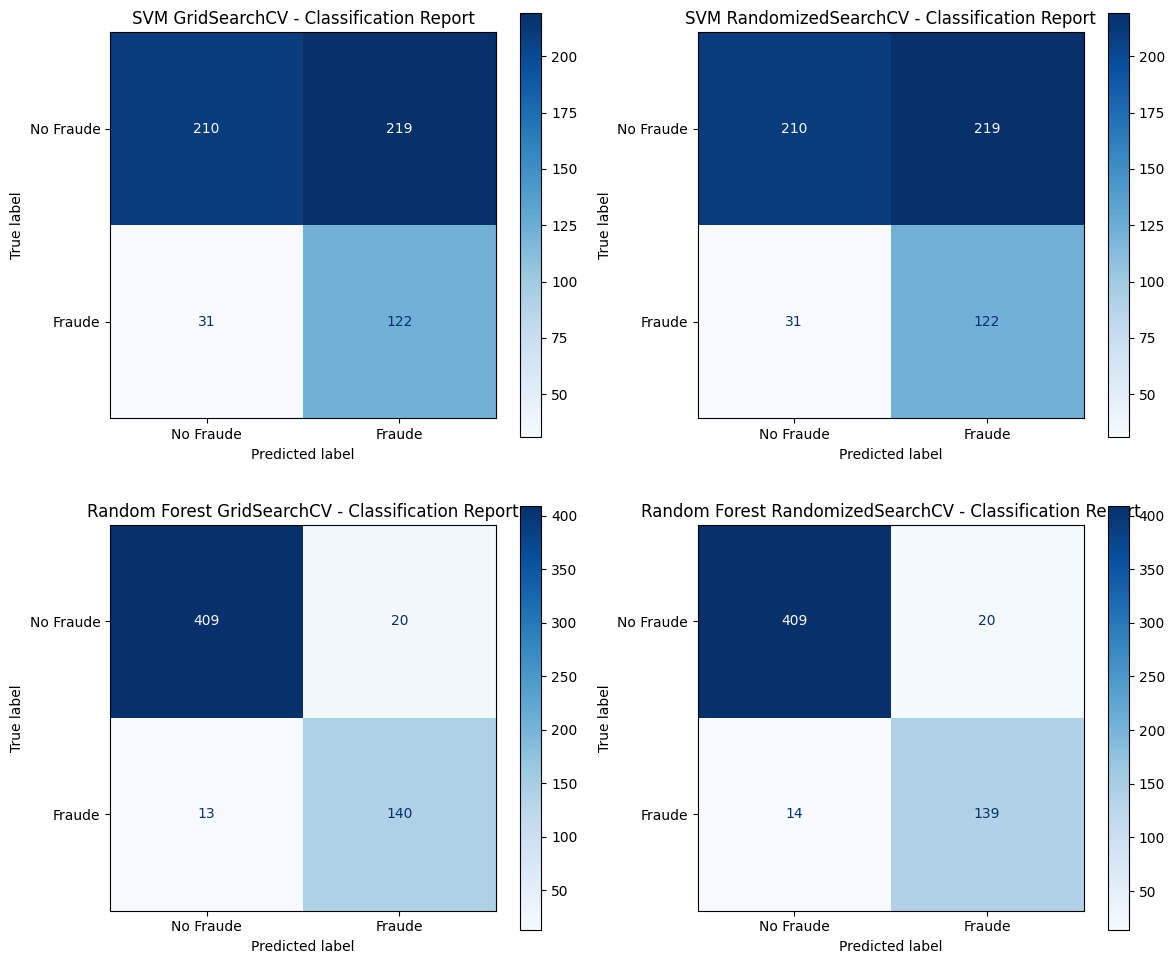 SVM GridSearchCV - Classification Report
No Fraude
Fraude
True label
210
219
31
122
No Fraude
Fraude
Predicted label
200
175
150
125
100
75
50
SVM RandomizedSearchCV - Classification Report
No Fraude
Fraude
True label
210
219
31
122
No Fraude
Fraude
Predicted label
200
175
150
125
100
75
50
Random Forest GridSearchCV - Classification Report
No Fraude
Fraude
True label
409
20
13
140
No Fraude
Fraude
Predicted label
400
350
300
250
200
150
100
50
Random Forest RandomizedSearchCV - Classification Report
No Fraude
Fraude
True label
409
20
14
139
No Fraude
Fraude
Predicted label
400
350
300
250
200
150
100
50